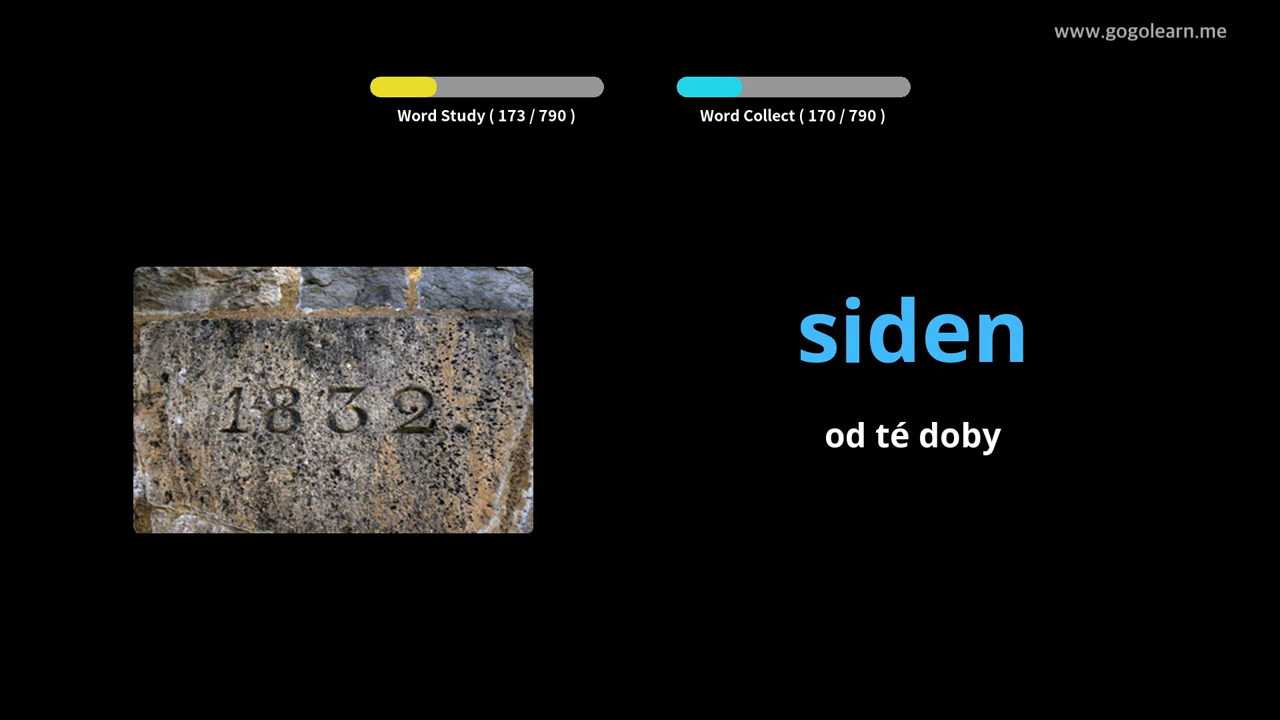 www.gogolearn.me
Word Study ( 173 / 790 )
Word Collect ( 170 / 790 )
1832.
siden
od té doby